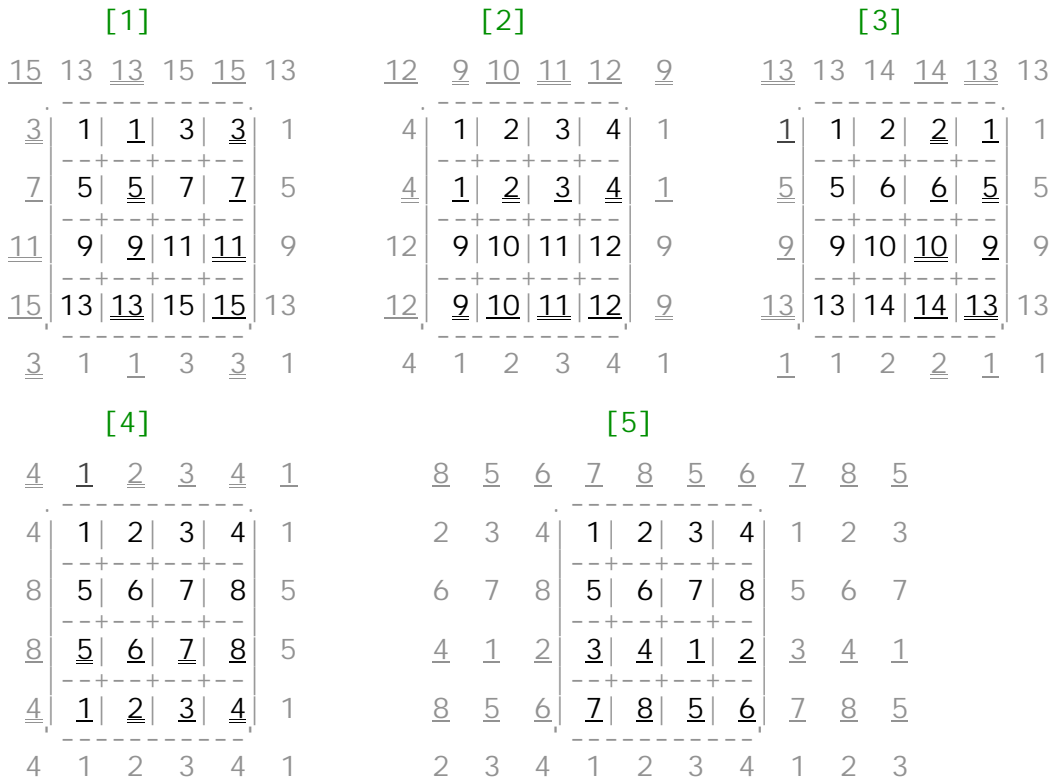 [1] [2] [3]
15 13 13 15 15 13 12 9 10 11 12 9 13 13 14 14 13 13
. - - - - - - - - - - - . . - - - - - - - - - - - . . - - - - - - - - - - - .
3| 1| 1| 3| 3| 1 4| 1| 2| 3| 4| 1 1| 1| 2| 2| 1| 1
|--+--+--+--| |--+--+--+--| |--+--+--+--|
7| 5| 5| 7| 7| 5 4| 1| 2| 3| 4| 1 5| 5| 6| 6| 5| 5
|--+--+--+--| |--+--+--+--| |--+--+--+--|
11| 9| 9|11|11| 9 12| 9|10|11|12| 9 9| 9|10|10| 9| 9
|--+--+--+--| |--+--+--+--| |--+--+--+--|
15|13|13|15|15|13 12| 9|10|11|12| 9 13|13|14|14|13|13
' - - - - - - - - - - - ' ' - - - - - - - - - - - ' ' - - - - - - - - - - - '
3 1 1 3 3 1 4 1 2 3 4 1 1 1 2 2 1 1
[4] [5]
4 1 2 3 4 1 8 5 6 7 8 5 6 7 8 5
. - - - - - - - - - - - . . - - - - - - - - - - - .
4| 1| 2| 3| 4| 1 2 3 4| 1| 2| 3| 4| 1 2 3
|--+--+--+--| |--+--+--+--|
8| 5| 6| 7| 8| 5 6 7 8| 5| 6| 7| 8| 5 6 7
|--+--+--+--| |--+--+--+--|
8| 5| 6| 7| 8| 5 4 1 2| 3| 4| 1| 2| 3 4 1
|--+--+--+--| |--+--+--+--|
4| 1| 2| 3| 4| 1 8 5 6| 7| 8| 5| 6| 7 8 5
' - - - - - - - - - - - ' ' - - - - - - - - - - - '
4 1 2 3 4 1 2 3 4 1 2 3 4 1 2 3